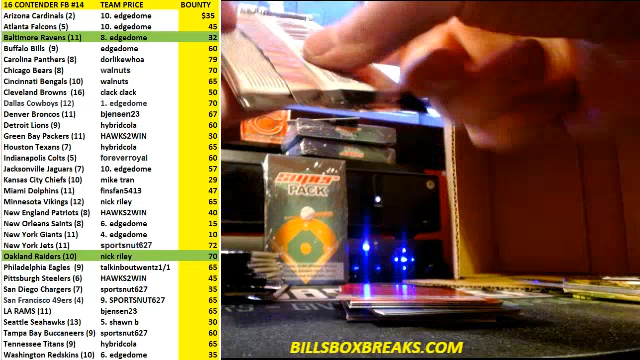 16 CONTENDER FB #14 TEAM PRICE BOUNTY
Arizona Cardinals (2) 10. edgedome $35
Atlanta Falcons (5) 10. edgedome 45
Baltimore Ravens (11) 8. edgedome 32
Buffalo Bills (9) edgedome 60
Carolina Panthers (8) dorlikewhoa 79
Chicago Bears (8) walnuts 70
Cincinnati Bengals (10) walnuts 65
Cleveland Browns (16) clack clack 50
Dallas Cowboys (12) 1. edgedome 70
Denver Broncos (11) bjensen23 67
Detroit Lions (9) hybridcola 60
Green Bay Packers (11) HAWKS2WIN 30
Houston Texans (7) hybridcola 65
Indianapolis Colts (5) foreverroyal 60
Jacksonville Jaguars (7) 10. edgedome 57
Kansas City Chiefs (10) mike tran 29
Miami Dolphins (11) finsfan5413 47
Minnesota Vikings (12) nick riley 65
New England Patriots (8) HAWKS2WIN 40
New Orleans Saints (8) 6. edgedome 15
New York Giants (11) 4. edgedome 10
New York Jets (11) sportsnut627 72
Oakland Raiders (10) nick riley 70
Philadelphia Eagles (9) talkinboutwentz1/1 65
Pittsburgh Steelers (6) HAWKS2WIN 45
San Diego Chargers (7) sportsnut627 35
San Francisco 49ers (4) 9. SPORTSNUT627 65
LA RAMS (11) bjensen23 65
Seattle Seahawks (13) 5. shawn b 30
Tampa Bay Buccaneers (9) sportsnut627 60
Tennessee Titans (9) hybridcola 65
Washington Redskins (10) 6. edgedome 35
super
PACK
BILLSBOXBREAKS.COM